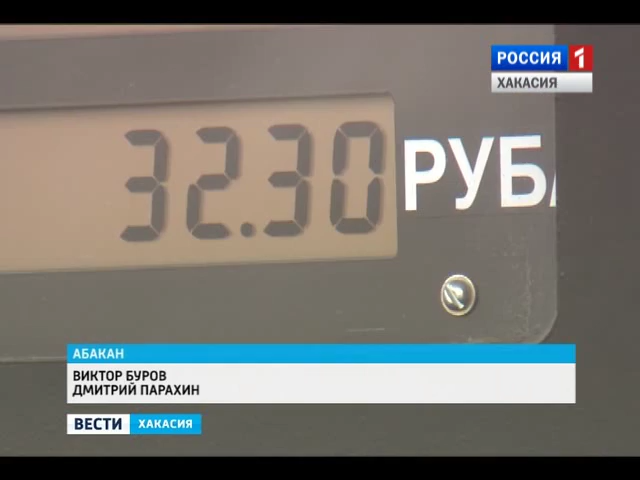 РОССИЯ 1
ХАКАСИЯ
32.30
РУБ
АБАКАН
ВИКТОР БУРОВ
ДМИТРИЙ ПАРАХИН
ВЕСТИ ХАКАСИЯ